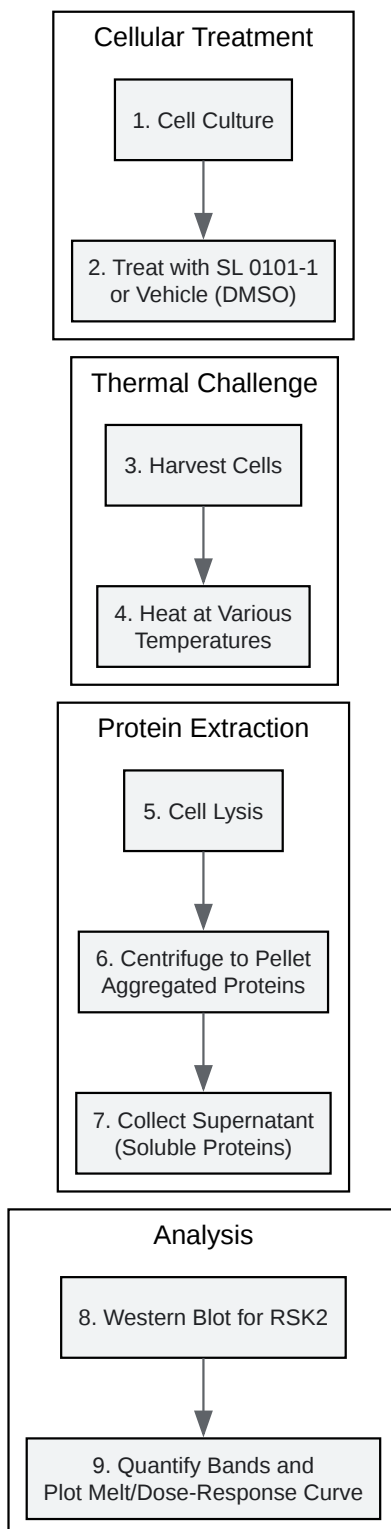 Cellular Treatment
1. Cell Culture
2. Treat with SL 0101-1
or Vehicle (DMSO)
Thermal Challenge
3. Harvest Cells
4. Heat at Various
Temperatures
Protein Extraction
5. Cell Lysis
6. Centrifuge to Pellet
Aggregated Proteins
7. Collect Supernatant
(Soluble Proteins)
Analysis
8. Western Blot for RSK2
9. Quantify Bands and
Plot Melt/Dose-Response Curve